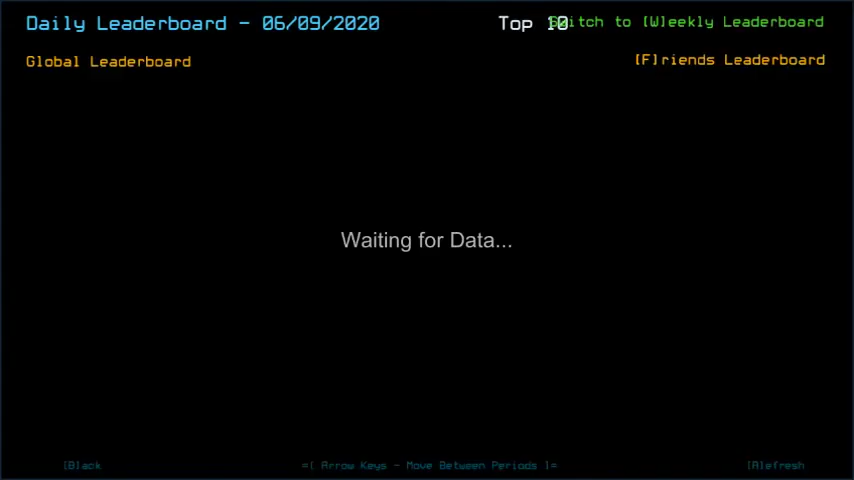 Daily Leaderboard - 06/09/2020 Top 10 Switch to [W]eekly Leaderboard
Global Leaderboard [F]riends Leaderboard
Waiting for Data...
[B]ack =[ Arrow Keys - Move Between Periods ]= [R]efresh